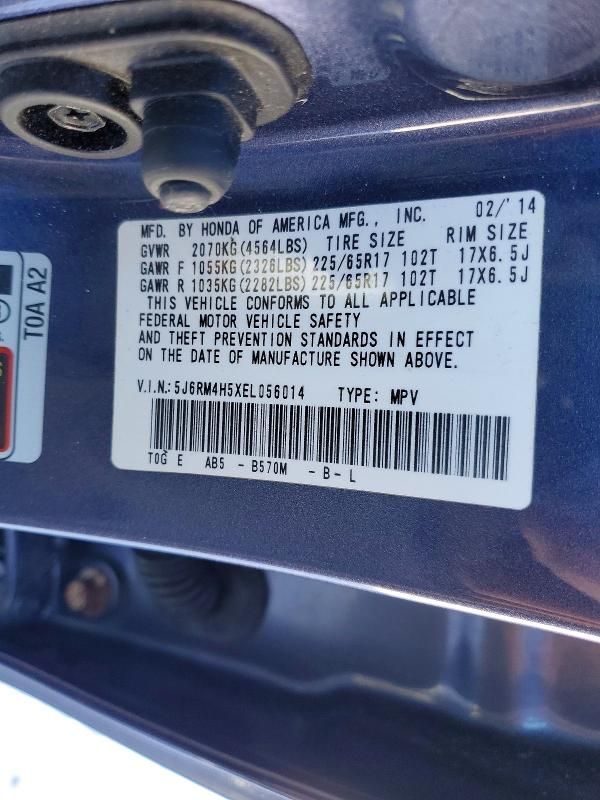 MFD. BY HONDA OF AMERICA MFG., INC. 02/'14
GVWR 2070KG(4564LBS) TIRE SIZE RIM SIZE
GAWR F 1055KG(2326LBS) 225/65R17 102T 17X6.5J
GAWR R 1035KG(2282LBS) 225/65R17 102T 17X6.5J
THIS VEHICLE CONFORMS TO ALL APPLICABLE
FEDERAL MOTOR VEHICLE SAFETY
AND THEFT PREVENTION STANDARDS IN EFFECT
ON THE DATE OF MANUFACTURE SHOWN ABOVE.
V.I.N.:5J6RM4H5XEL056014 TYPE: MPV
T0G E AB5 - B570M - B - L
T0A A2